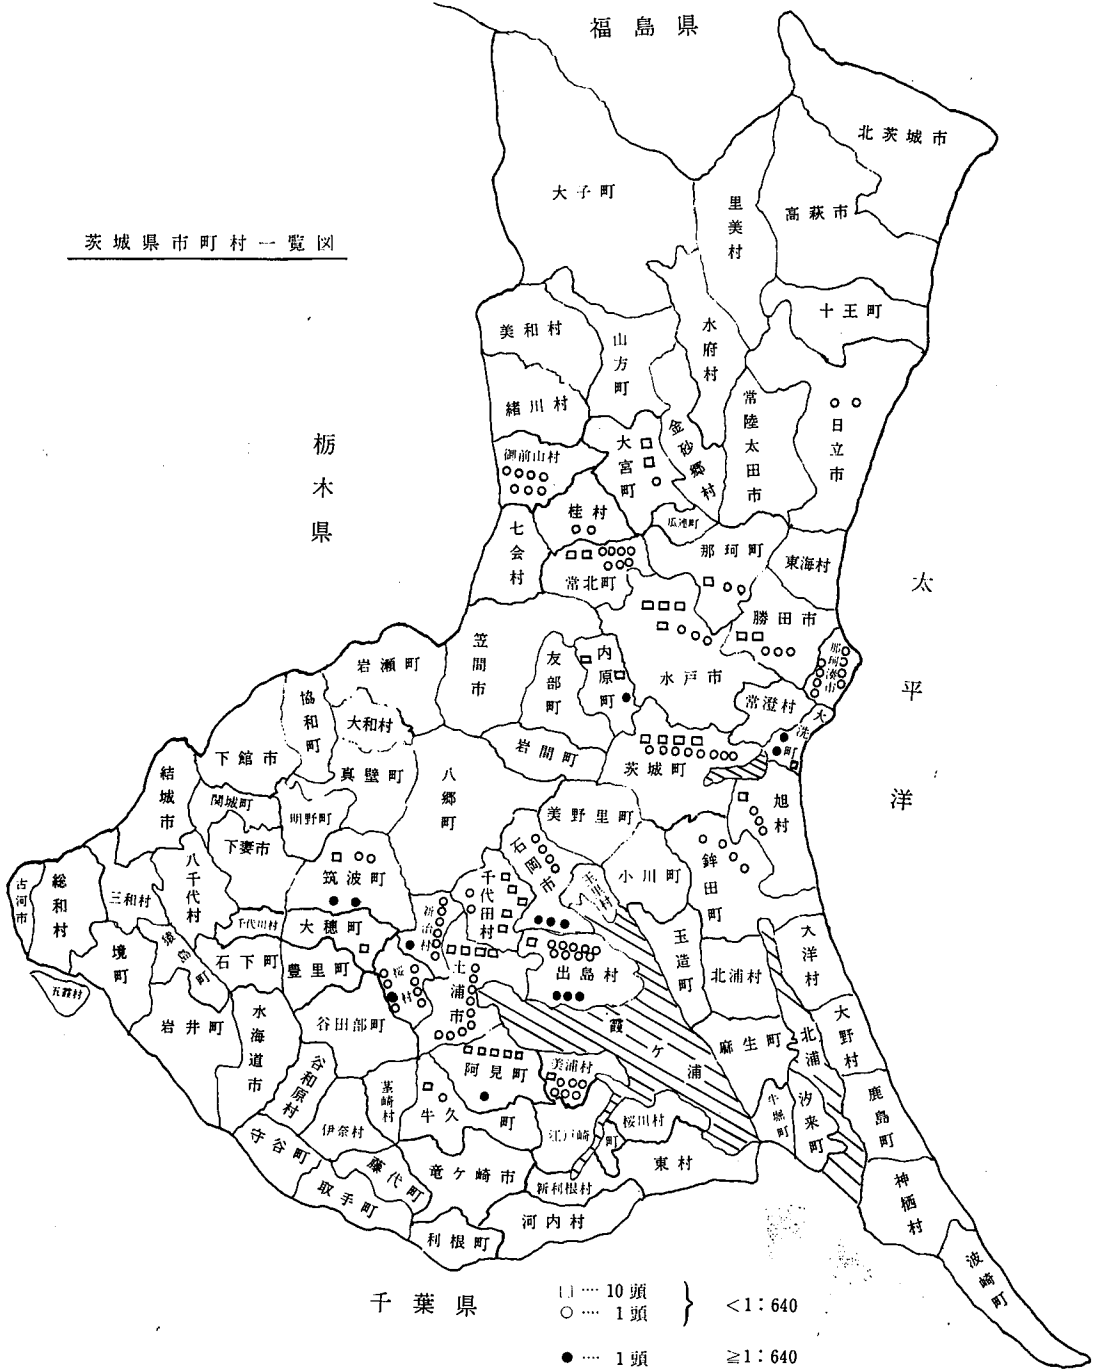 福島県
北茨城市
大子町
里美村
高萩市
茨城県市町村一覧図
十王町
美和村
山方町
水府村
緒川村
常陸太田市
日立市
金砂郷村
栃木県
大宮町
御前山村
桂村
瓜連町
七会村
那珂町
東海村
常北町
太平洋
勝田市
笠間市
友部町
内原町
水戸市
那珂湊市
岩瀬町
常澄村
大洗町
協和町
大和村
下館市
岩間町
茨城町
結城市
真壁町
八郷町
旭村
関城町
明野町
美野里町
下妻市
石岡市
小川町
鉾田町
八千代村
筑波町
千代田村
玉里村
古河市
総和村
三和村
新治村
千代川村
大穂町
玉造町
大洋村
境町
猿島町
石下町
豊里町
桜村
土浦市
出島村
北浦村
五霞村
岩井町
水海道市
谷田部町
霞ケ浦
麻生町
北浦
大野村
谷和原村
茎崎村
阿見町
美浦村
牛堀町
汐来町
鹿島町
牛久町
伊奈村
江戸崎町
桜川村
守谷町
藤代町
竜ケ崎市
東村
取手町
新利根村
神栖村
利根町
河内村
波崎町
千葉県
□ ‥‥ 10頭
○ ‥‥ 1頭
<1:640
● ‥‥ 1頭 ≧1:640